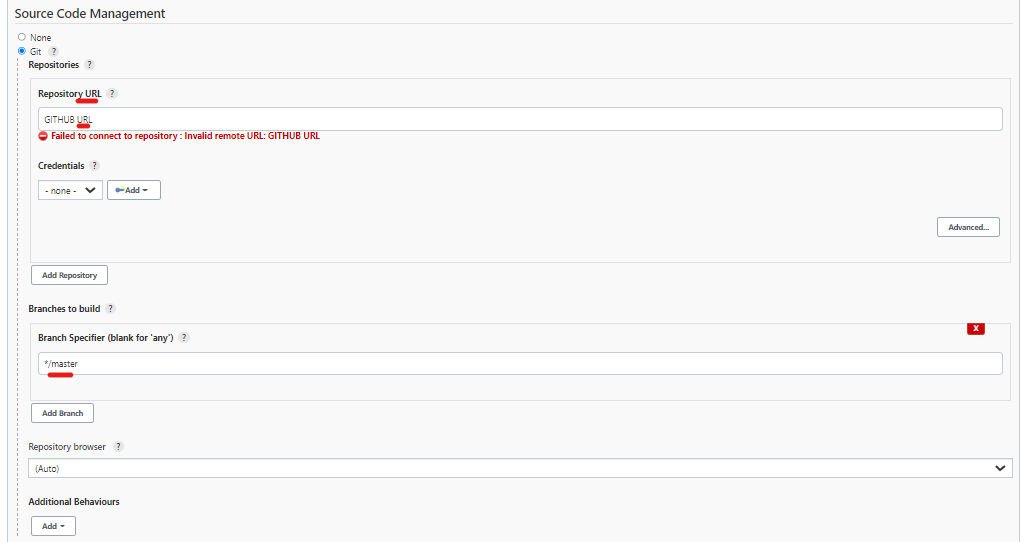 Source Code Management
None
Git ?
Repositories ?
Repository URL ?
GITHUB URL
Failed to connect to repository : Invalid remote URL: GITHUB URL
Credentials ?
- none -
Add
Advanced...
Add Repository
Branches to build ?
X
Branch Specifier (blank for 'any') ?
*/master
Add Branch
Repository browser ?
(Auto)
Additional Behaviours
Add